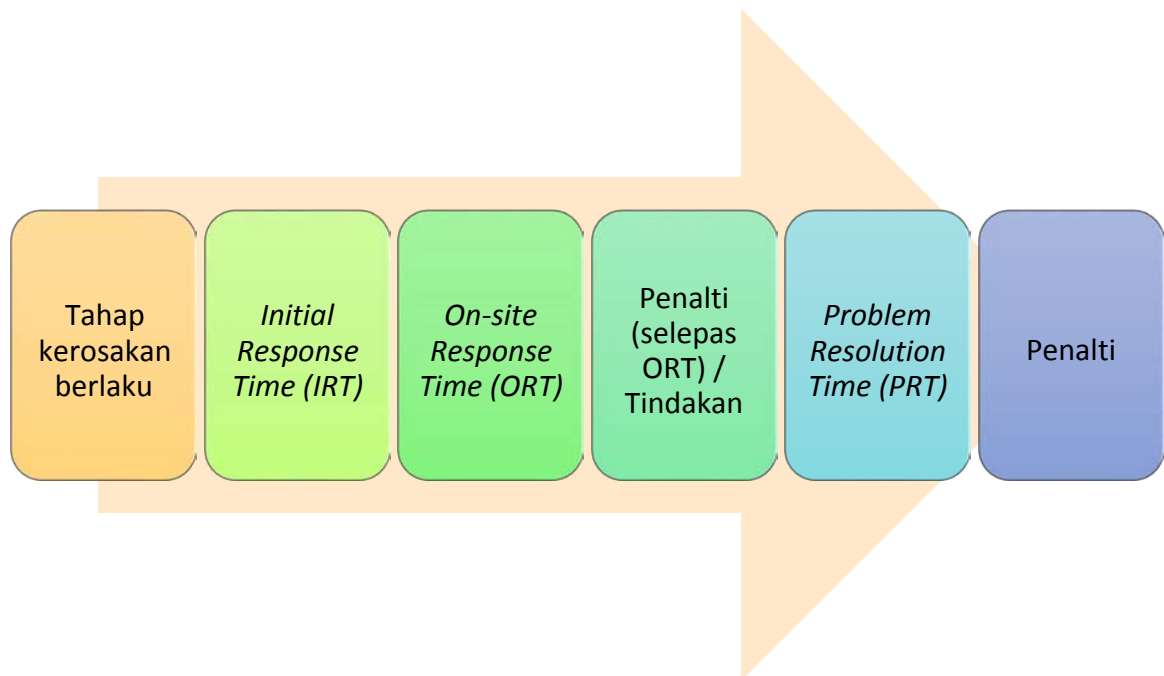 Tahap
kerosakan
berlaku
Initial
Response
Time (IRT)
On-site
Response
Time (ORT)
Penalti
(selepas
ORT) /
Tindakan
Problem
Resolution
Time (PRT)
Penalti